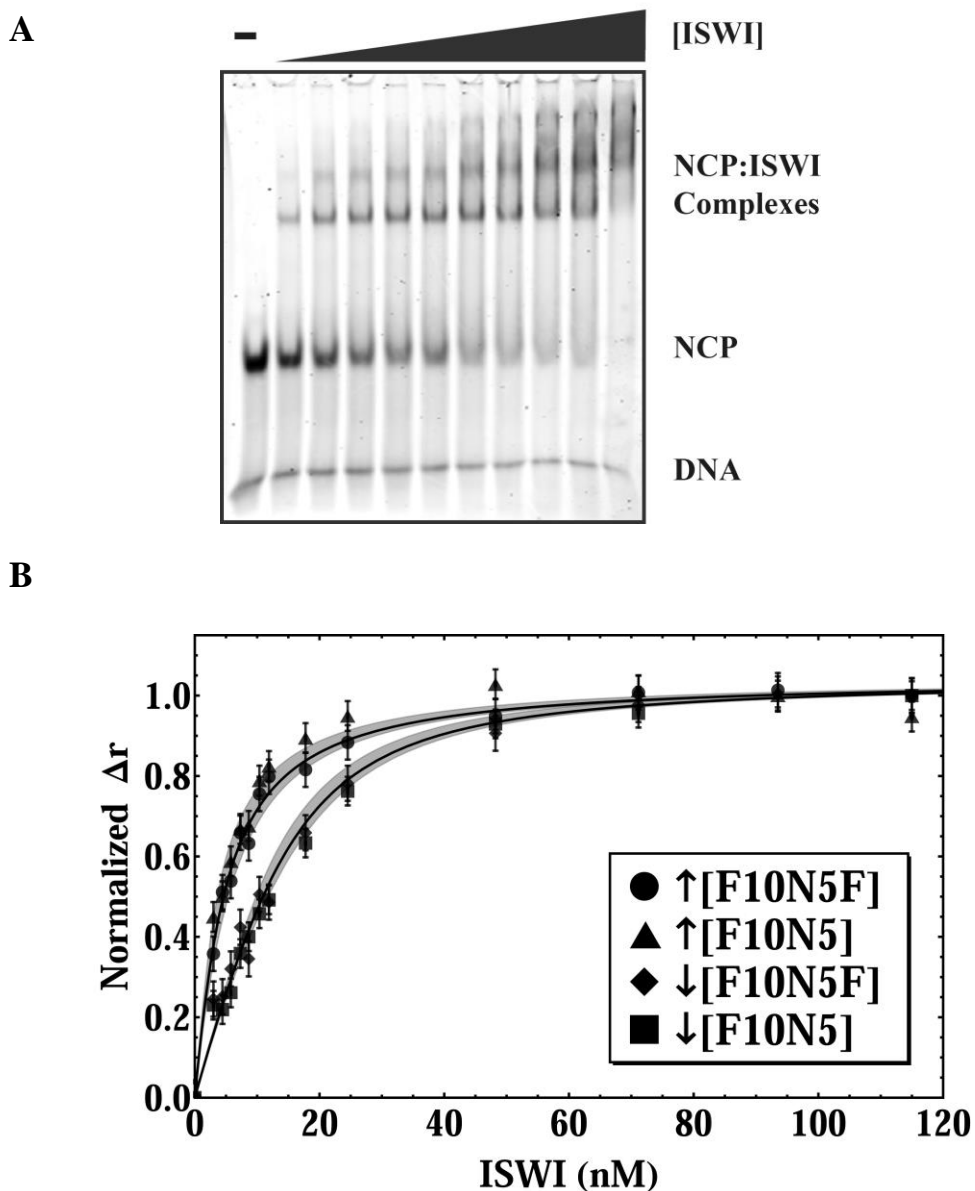 A
[ISWI]
NCP:ISWI
Complexes
NCP
DNA
B
Normalized Δr
1.0
0.8
0.6
0.4
0.2
0.0
↑[F10N5F]
↑[F10N5]
↓[F10N5F]
↓[F10N5]
0 20 40 60 80 100 120
ISWI (nM)